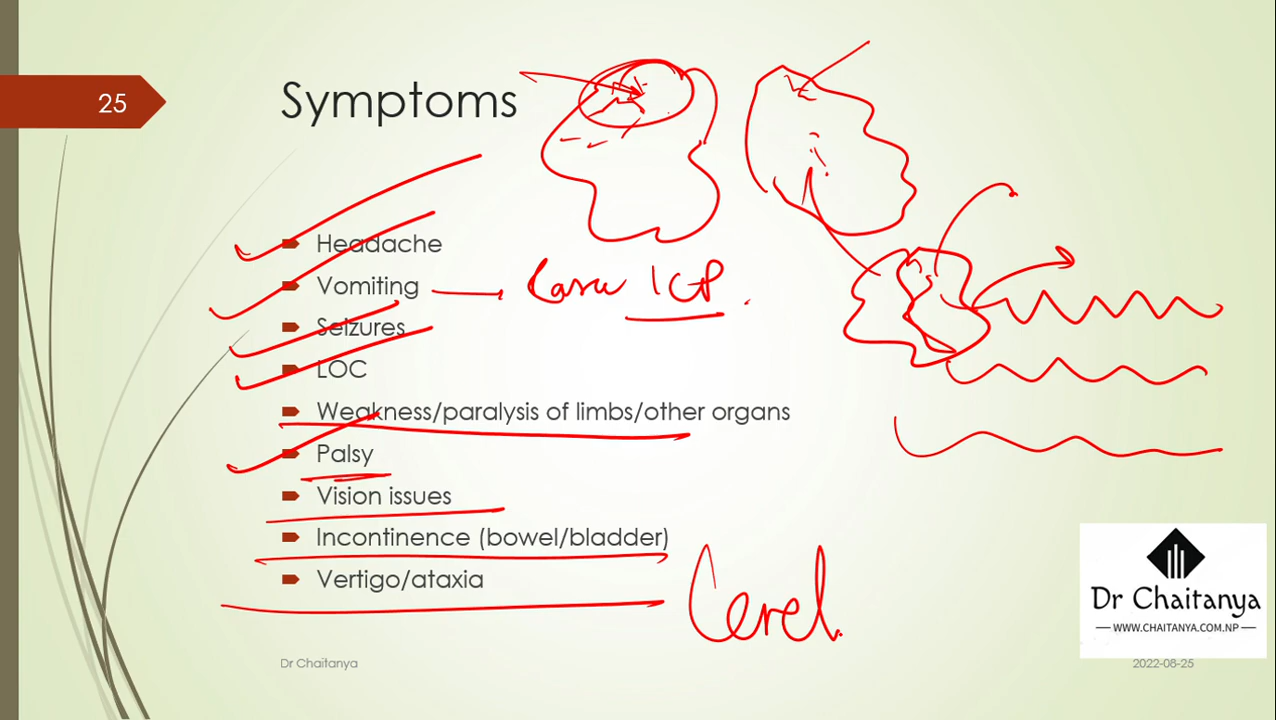 25
Symptoms
Headache
Vomiting
ICP
Seizures
LOC
Weakness/paralysis of limbs/other organs
Palsy
Vision issues
Incontinence (bowel/bladder)
Vertigo/ataxia
Cerel.
Dr Chaitanya
WWW.CHAITANYA.COM.NP
Dr Chaitanya
2022-08-25